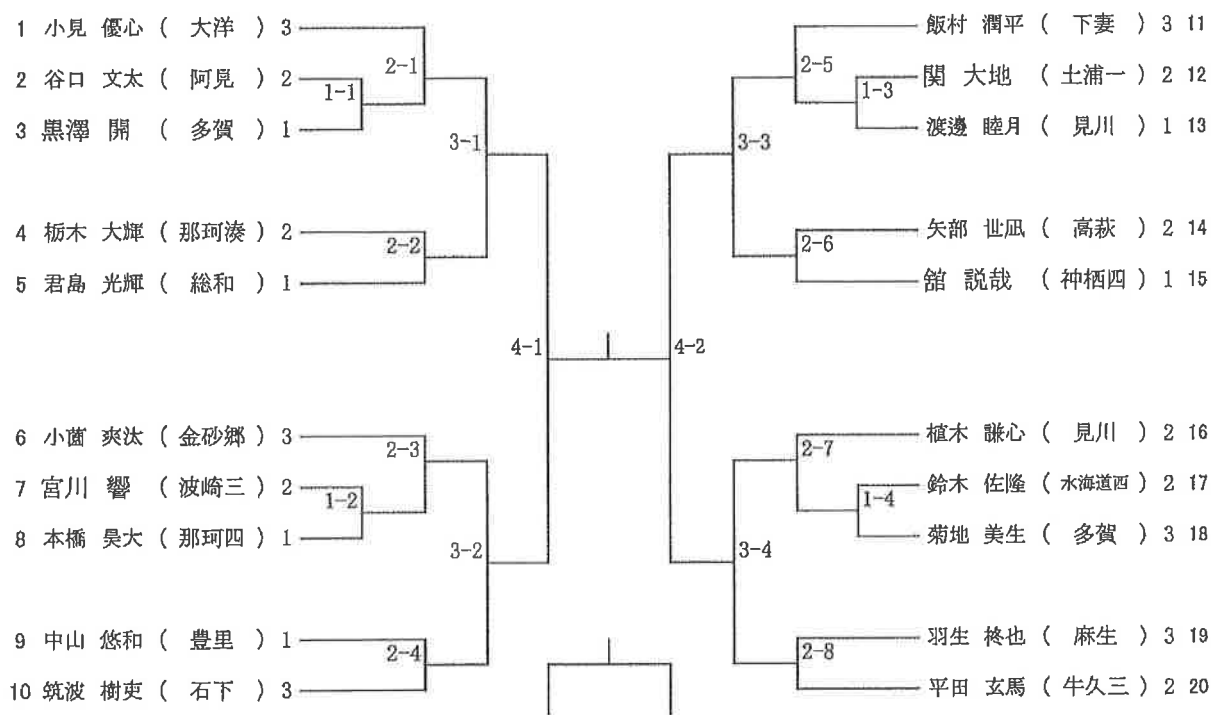 1 小見 優心 ( 大洋 ) 3
2 谷口 文太 ( 阿見 ) 2
3 黒澤 開 ( 多賀 ) 1
4 栃木 大輝 ( 那珂湊 ) 2
5 君島 光輝 ( 総和 ) 1
6 小薗 爽汰 ( 金砂郷 ) 3
7 宮川 響 ( 波崎三 ) 2
8 本橋 昊大 ( 那珂四 ) 1
9 中山 悠和 ( 豊里 ) 1
10 筑波 樹吏 ( 石下 ) 3
2-1
1-1
3-1
2-2
4-1
2-3
1-2
3-2
2-4
飯村 潤平 ( 下妻 ) 3 11
関 大地 ( 土浦一 ) 2 12
渡邊 睦月 ( 見川 ) 1 13
矢部 世凪 ( 高萩 ) 2 14
舘 説哉 ( 神栖四 ) 1 15
植木 謙心 ( 見川 ) 2 16
鈴木 佐隆 ( 水海道西 ) 2 17
菊地 美生 ( 多賀 ) 3 18
羽生 柊也 ( 麻生 ) 3 19
平田 玄馬 ( 牛久三 ) 2 20
2-5
1-3
3-3
2-6
4-2
2-7
1-4
3-4
2-8